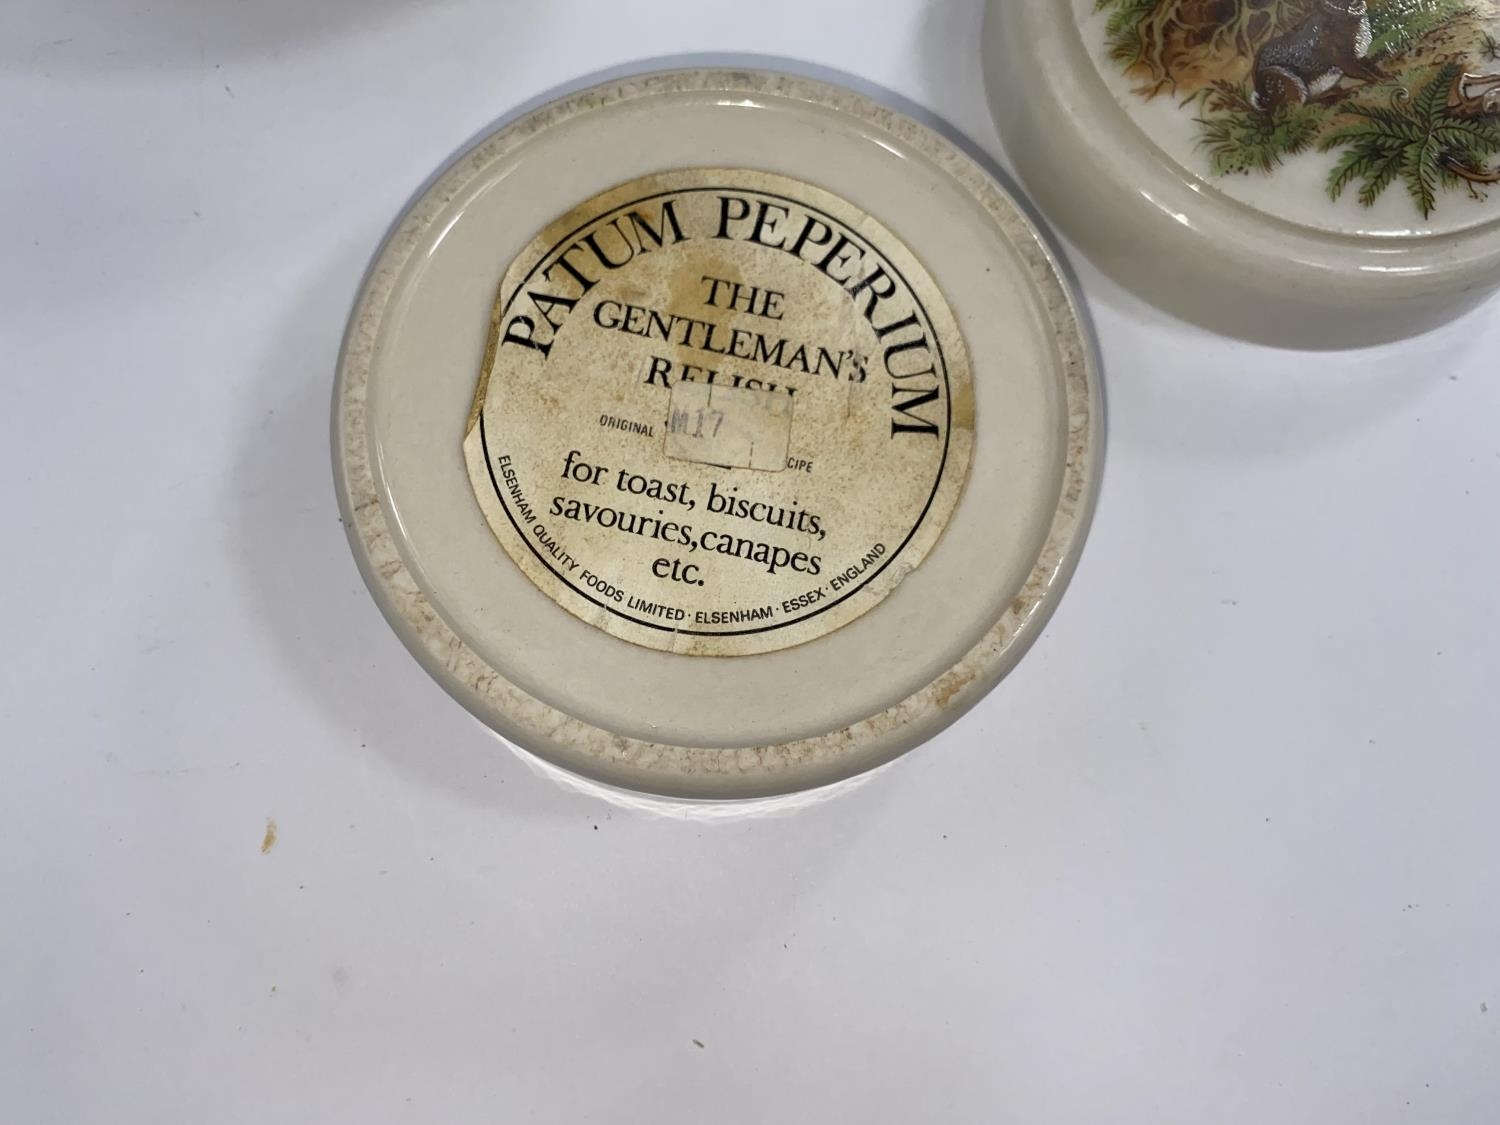 PATUM PEPERIUM
THE
GENTLEMAN'S
RELISH
ORIGINAL
M17
CIPE
for toast, biscuits,
savouries,canapes
etc.
ELSENHAM QUALITY FOODS LIMITED · ELSENHAM · ESSEX · ENGLAND